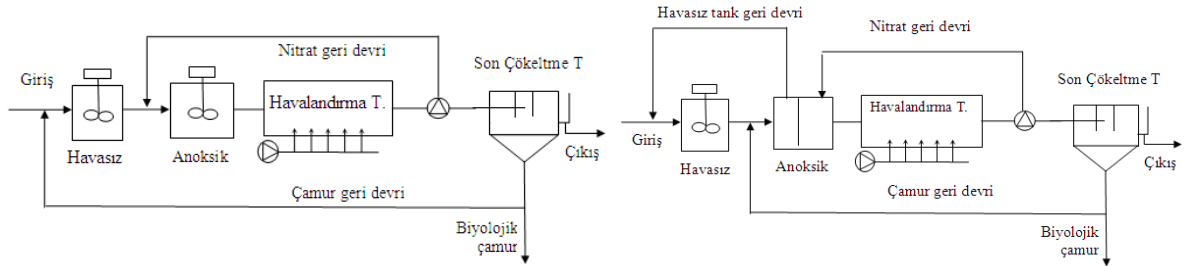 Nitrat geri devri
Giriş
Son Çökeltme T
Havalandırma T.
Havasız
Anoksik
Çıkış
Çamur geri devri
Biyolojik
çamur
Havasız tank geri devri
Nitrat geri devri
Son Çökeltme T
Havalandırma T.
Giriş
Havasız
Anoksik
Çıkış
Çamur geri devri
Biyolojik
çamur